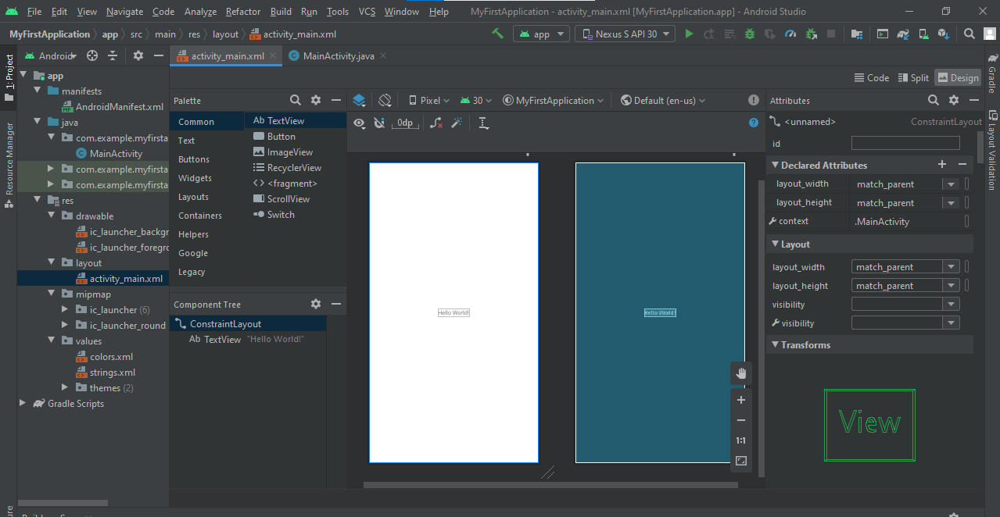 File Edit View Navigate Code Analyze Refactor Build Run Tools VCS Window Help MyFirstApplication - activity_main.xml [MyFirstApplication.app] - Android Studio
MyFirstApplication app src main res layout activity_main.xml app Nexus S API 30
1: Project
Resource Manager
Android
app
manifests
AndroidManifest.xml
java
com.example.myfirsta
MainActivity
com.example.myfirsta
com.example.myfirsta
res
drawable
ic_launcher_backgr
ic_launcher_foregro
layout
activity_main.xml
mipmap
ic_launcher (6)
ic_launcher_round
values
colors.xml
strings.xml
themes (2)
Gradle Scripts
activity_main.xml MainActivity.java
Code Split Design
Palette
Common
Text
Buttons
Widgets
Layouts
Containers
Helpers
Google
Legacy
Ab TextView
Button
ImageView
RecyclerView
<fragment>
ScrollView
Switch
Component Tree
ConstraintLayout
Ab TextView "Hello World!"
Pixel 30 MyFirstApplication Default (en-us)
0dp
Hello World!
Hello World!
1:1
Attributes
<unnamed> ConstraintLayout
id
Declared Attributes
layout_width match_parent
layout_height match_parent
context .MainActivity
Layout
layout_width match_parent
layout_height match_parent
visibility
visibility
Transforms
View
Gradle
Layout Validation